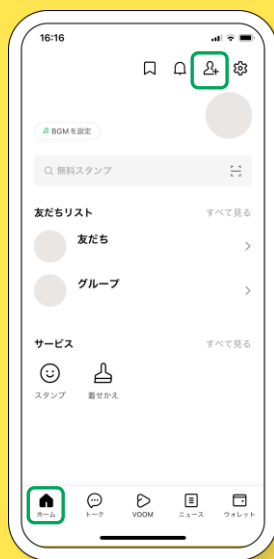 16:16
BGMを設定
無料スタンプ
友だちリスト すべて見る
友だち
グループ
サービス すべて見る
スタンプ 着せかえ
ホーム トーク VOOM ニュース ウォレット